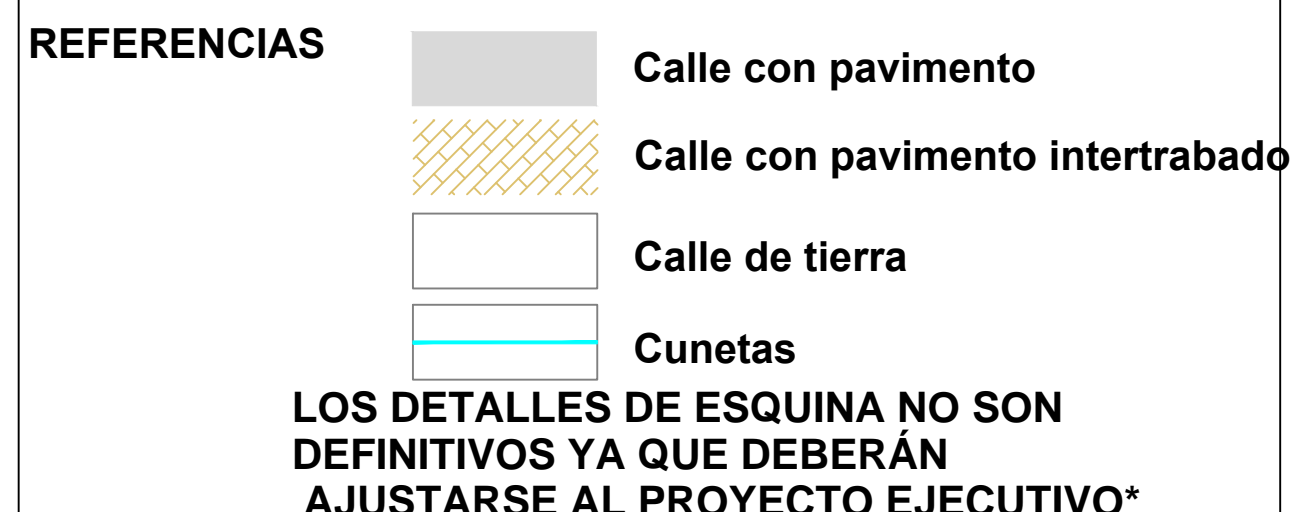 REFERENCIAS
Calle con pavimento
Calle con pavimento intertrabado
Calle de tierra
Cunetas
LOS DETALLES DE ESQUINA NO SON
DEFINITIVOS YA QUE DEBERÁN
AJUSTARSE AL PROYECTO EJECUTIVO*